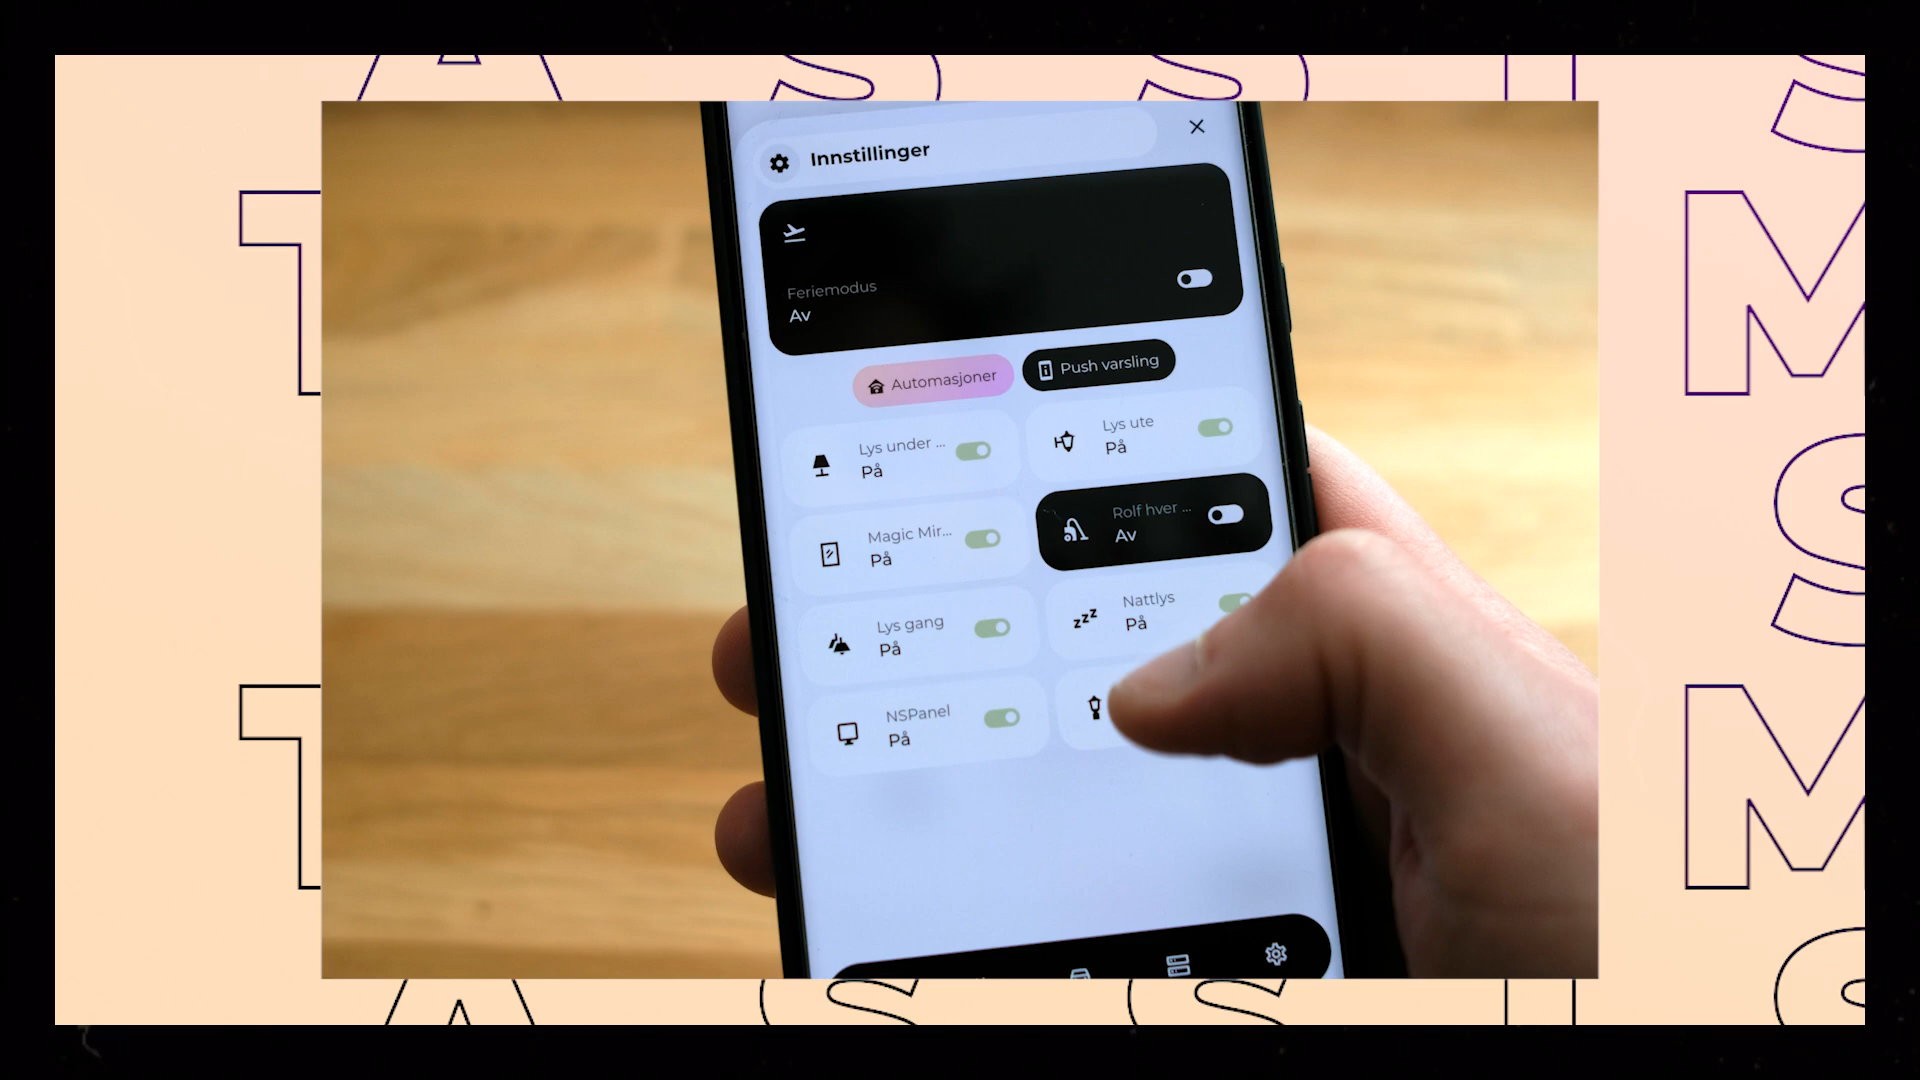 A S S I S
Innstillinger
Feriemodus
Av
Automasjoner
Push varsling
Lys under ...
På
Lys ute
På
Magic Mir...
På
Rolf hver ...
Av
Lys gang
På
Nattlys
zzz
På
NSPanel
På
T M
S
T M
A S S I S